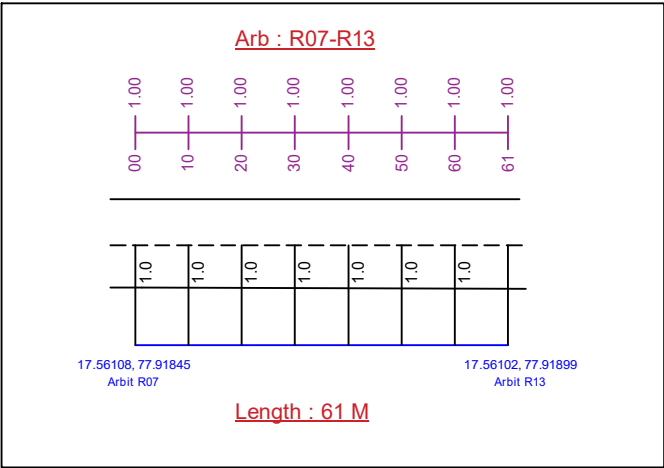 Arb : R07-R13
1.00 1.00 1.00 1.00 1.00 1.00 1.00 1.00
00 10 20 30 40 50 60 61
1.0 1.0 1.0 1.0 1.0 1.0 1.0
17.56108, 77.91845 17.56102, 77.91899
Arbit R07 Arbit R13
Length : 61 M